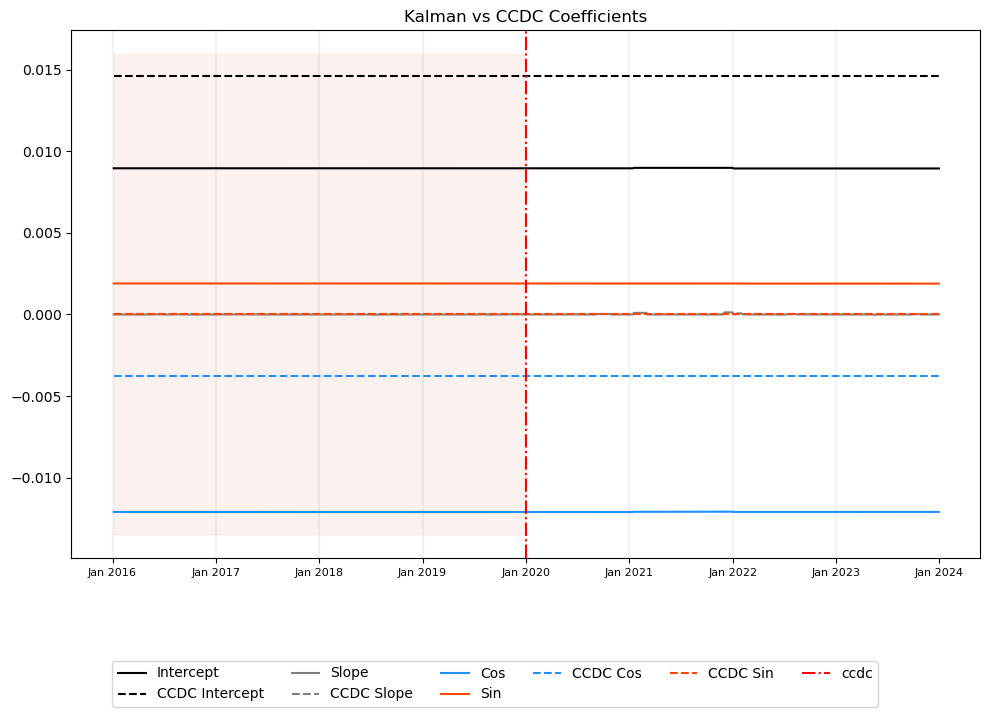 Kalman vs CCDC Coefficients
0.015
0.010
0.005
0.000
−0.005
−0.010
Jan 2016 Jan 2017 Jan 2018 Jan 2019 Jan 2020 Jan 2021 Jan 2022 Jan 2023 Jan 2024
Intercept Slope Cos CCDC Cos CCDC Sin ccdc
CCDC Intercept CCDC Slope Sin